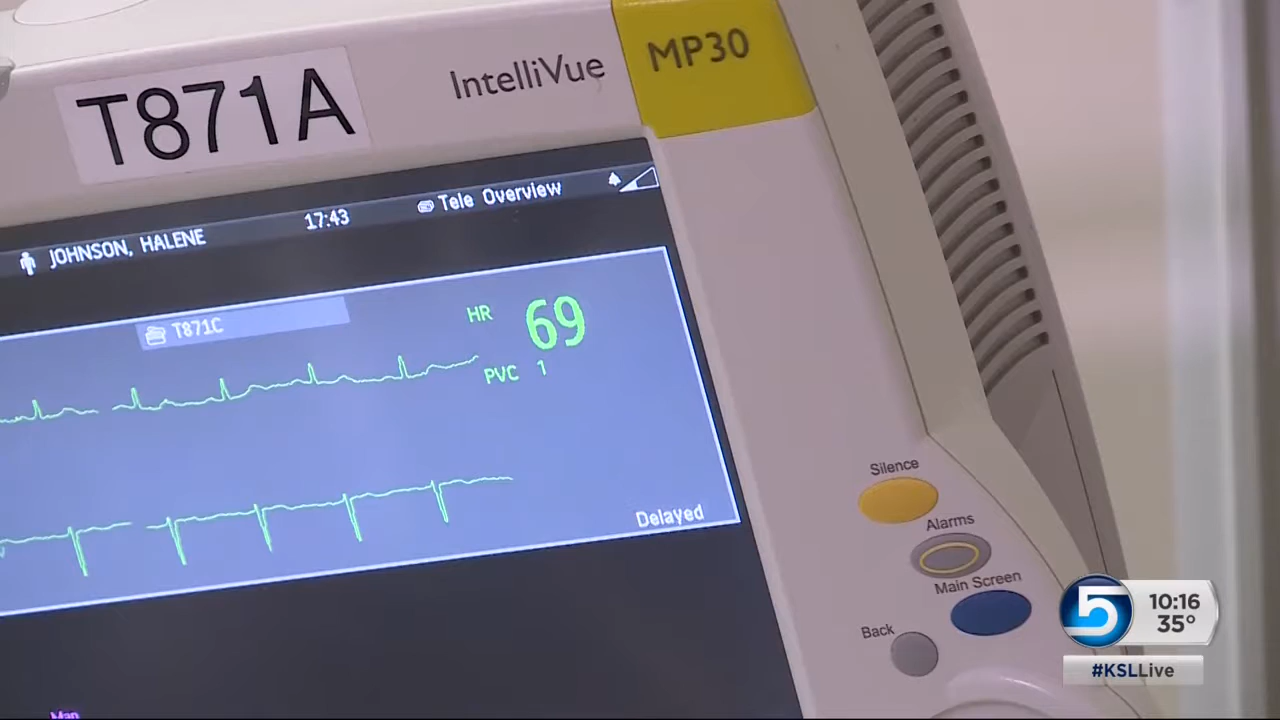 T871A
IntelliVue
MP30
JOHNSON, HALENE
17:43
Tele Overview
T871C
HR
69
PVC 1
Delayed
Silence
Alarms
Main Screen
Back
5
10:16
35°
#KSLLive